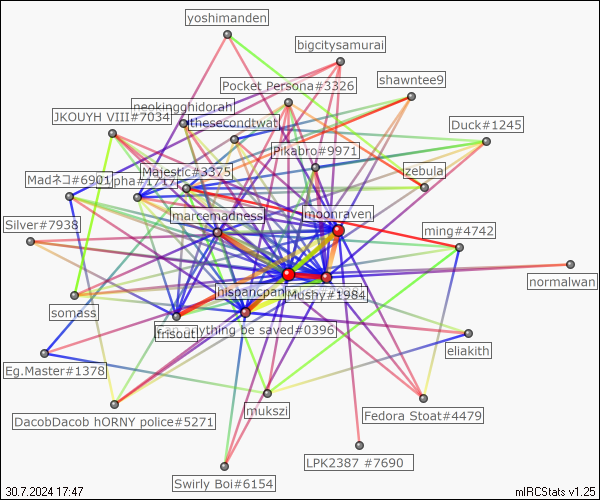 yoshimanden
bigcitysamurai
shawntee9
Pocket Persona#3326
neokingghidorah
JKOUYH VIII#7034
thesecondtwat
Duck#1245
Pikabro#9971
zebula
Majestic#3375
Madネコ#6901
pha#1717
marcemadness
moonraven
Silver#7938
ming#4742
normalwan
hispancpan
Mushy#1984
somass
frisout
ything be saved#0396
eliakith
Eg.Master#1378
DacobDacob hORNY police#5271
mukszi
Fedora Stoat#4479
LPK2387 #7690
Swirly Boi#6154
30.7.2024 17:47
mIRCStats v1.25